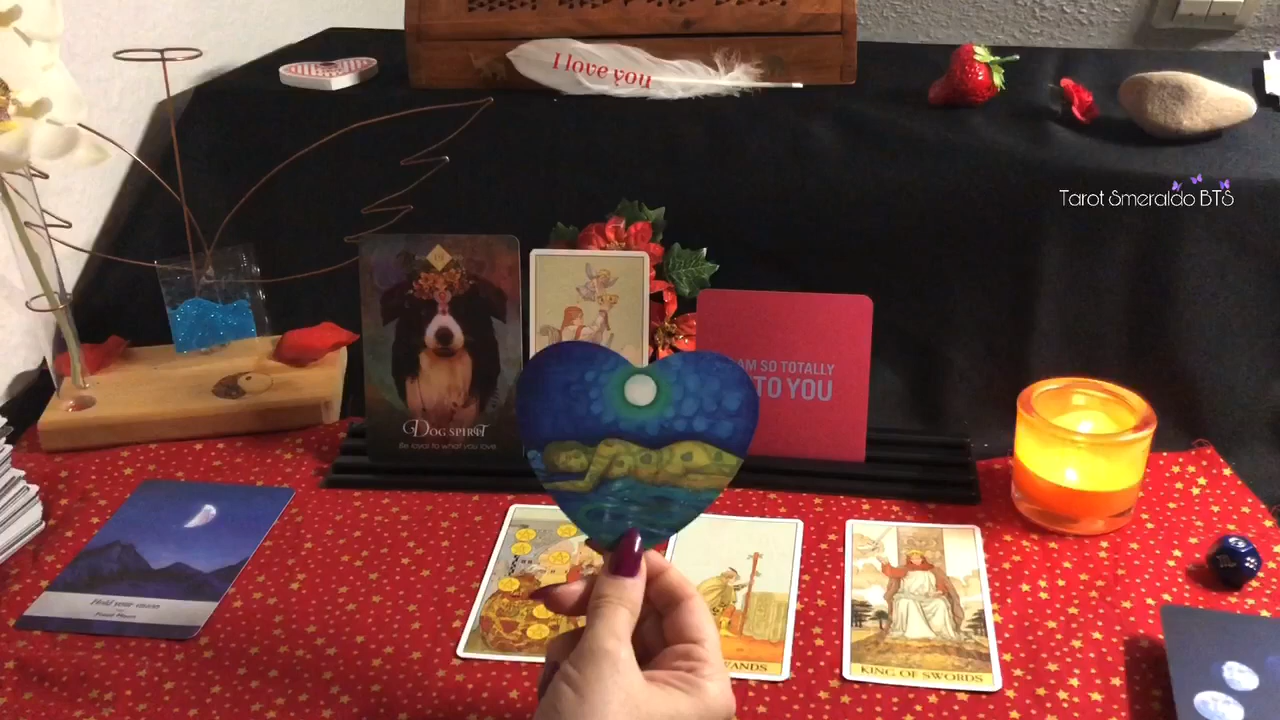 I love you
Tarot Smeraldo BTS
DOG SPIRIT
Be loyal to what you love
AM SO TOTALLY
TO YOU
Hold your
Moon
WANDS
KING OF SWORDS